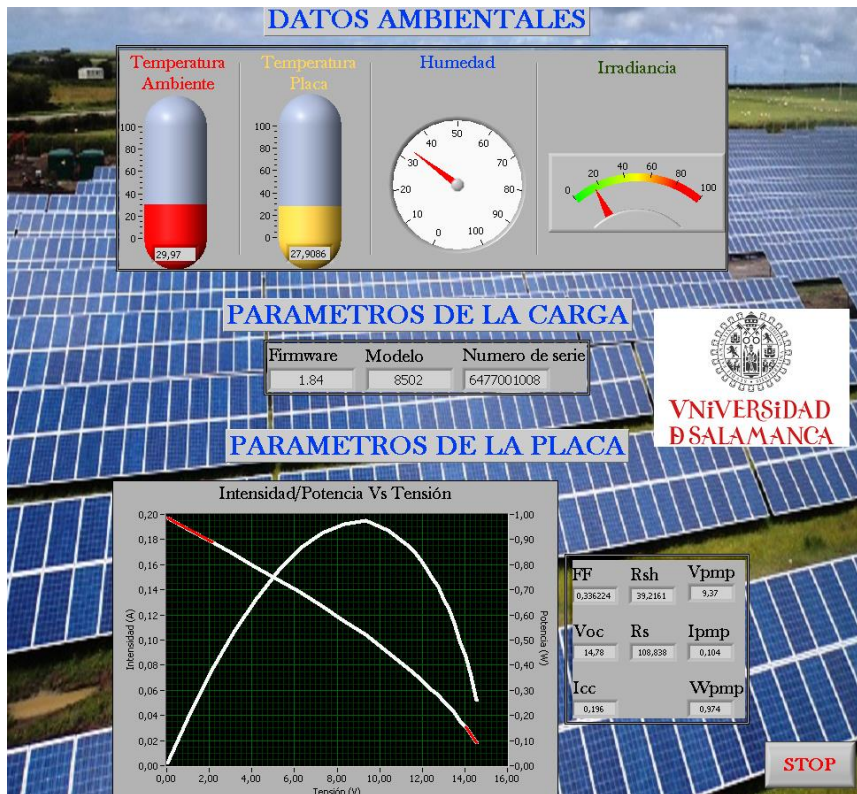 DATOS AMBIENTALES
Temperatura
Ambiente
100
80
60
40
20
0
29,97
Temperatura
Placa
100
80
60
40
20
0
27,9086
Humedad
0
10
20
30
40
50
60
70
80
90
100
Irradiancia
0
20
40
60
80
100
PARAMETROS DE LA CARGA
Firmware Modelo Numero de serie
1.84 8502 6477001008
VNiVERSiDAD
D SALAMANCA
PARAMETROS DE LA PLACA
Intensidad/Potencia Vs Tensión
Intensidad (A)
0,20
0,18
0,16
0,14
0,12
0,10
0,08
0,06
0,04
0,02
0,00
1,00
0,90
0,80
0,70
0,60
0,50
0,40
0,30
0,20
0,10
0,00
Potencia (W)
0,00 2,00 4,00 6,00 8,00 10,00 12,00 14,00 16,00
Tensión (V)
FF Rsh Vpmp
0,336224 39,2161 9,37
Voc Rs Ipmp
14,78 108,838 0,104
Icc Wpmp
0,196 0,974
STOP